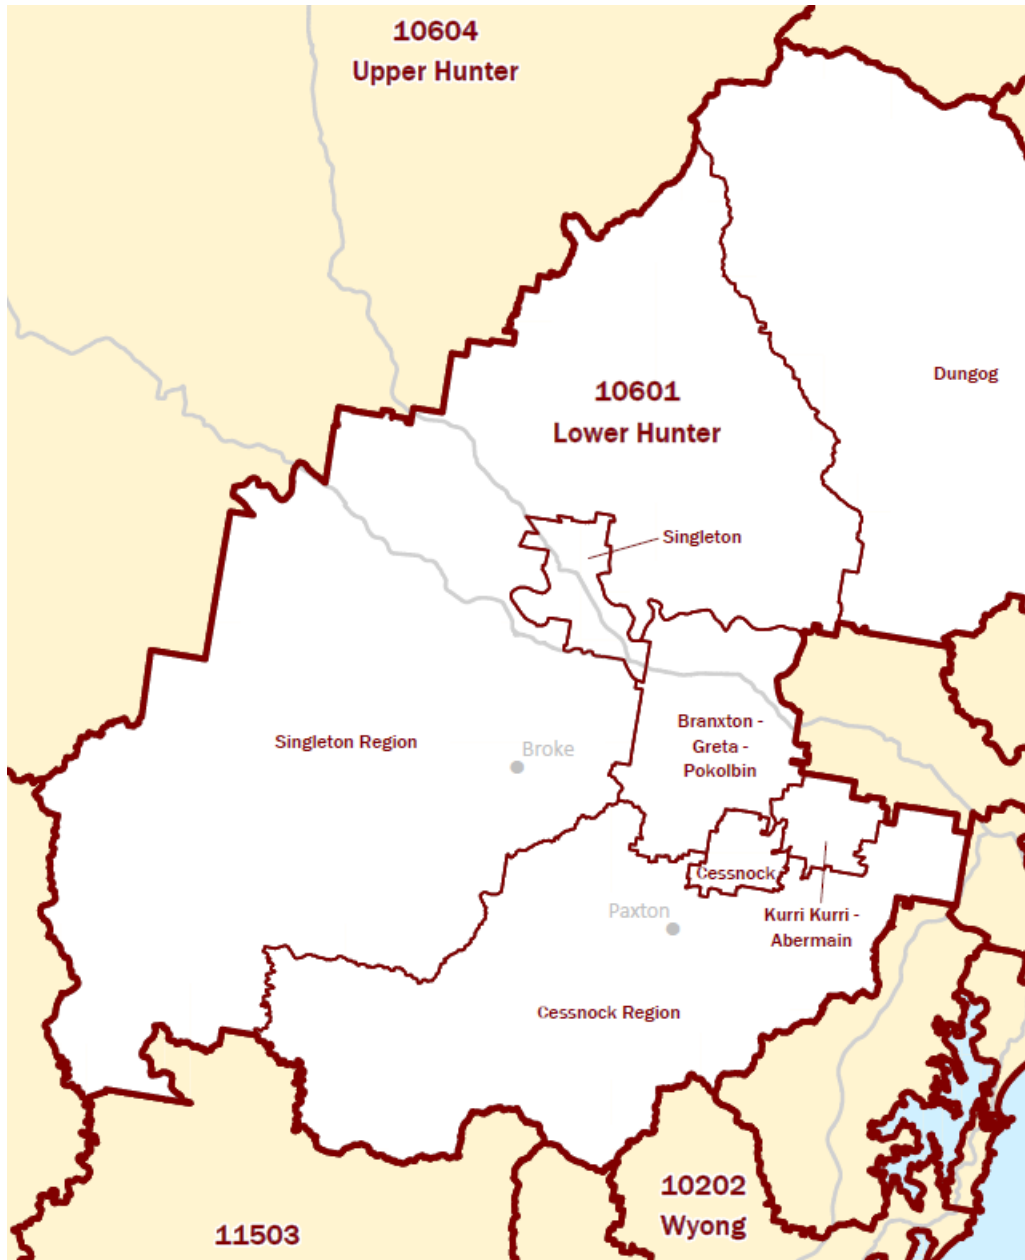 10604
Upper Hunter
Dungog
10601
Lower Hunter
Singleton
Branxton -
Greta -
Pokolbin
Singleton Region
Broke
Cessnock
Paxton
Kurri Kurri -
Abermain
Cessnock Region
10202
Wyong
11503